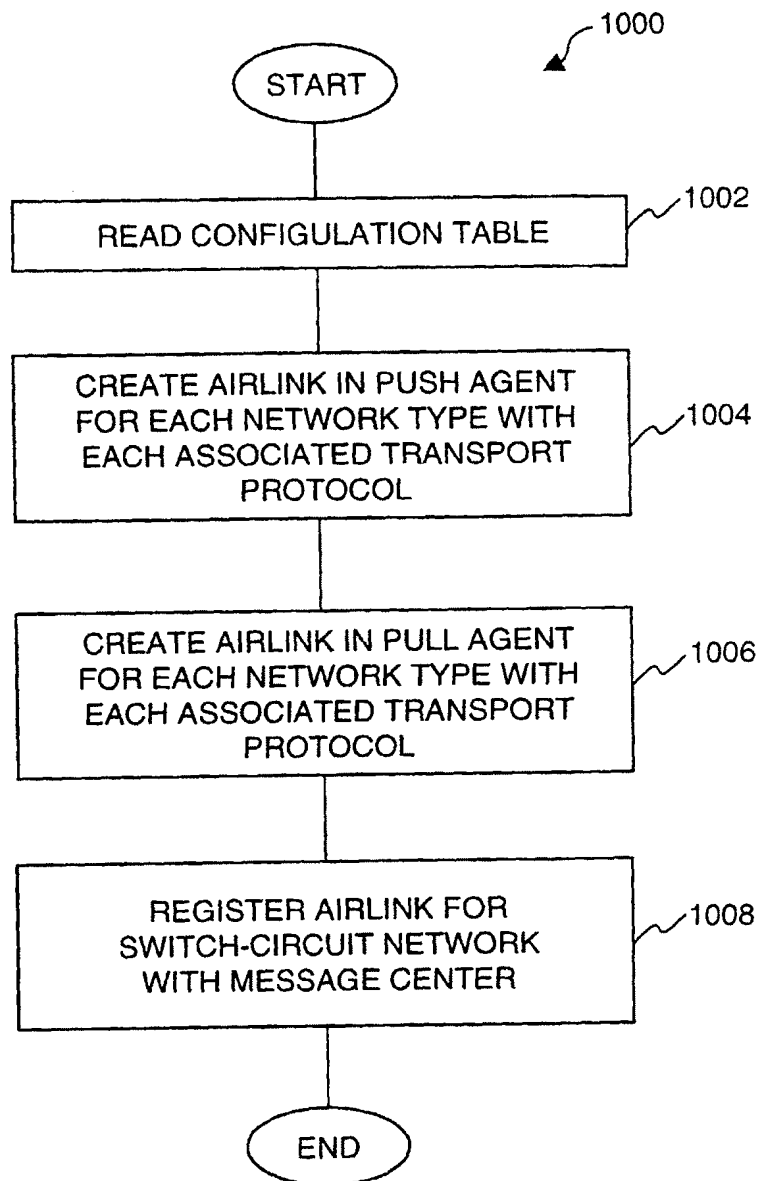 1000
START
READ CONFIGULATION TABLE
1002
CREATE AIRLINK IN PUSH AGENT
FOR EACH NETWORK TYPE WITH
EACH ASSOCIATED TRANSPORT
PROTOCOL
1004
CREATE AIRLINK IN PULL AGENT
FOR EACH NETWORK TYPE WITH
EACH ASSOCIATED TRANSPORT
PROTOCOL
1006
REGISTER AIRLINK FOR
SWITCH-CIRCUIT NETWORK
WITH MESSAGE CENTER
1008
END